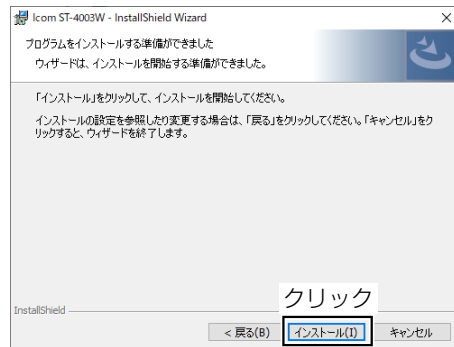 Icom ST-4003W - InstallShield Wizard
プログラムをインストールする準備ができました
ウィザードは、インストールを開始する準備ができました。
「インストール」をクリックして、インストールを開始してください。
インストールの設定を参照したり変更する場合は、「戻る」をクリックしてください。「キャンセル」をク
リックすると、ウィザードを終了します。
クリック
InstallShield
< 戻る(B)
インストール(I)
キャンセル